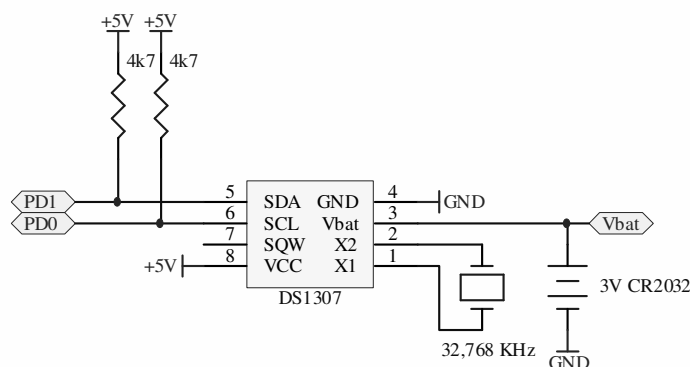 +5V +5V
4k7 4k7
PD1 5 SDA GND 4 GND
PD0 6 SCL Vbat 3 Vbat
7 SQW X2 2
+5V 8 VCC X1 1
DS1307
3V CR2032
32,768 KHz
GND